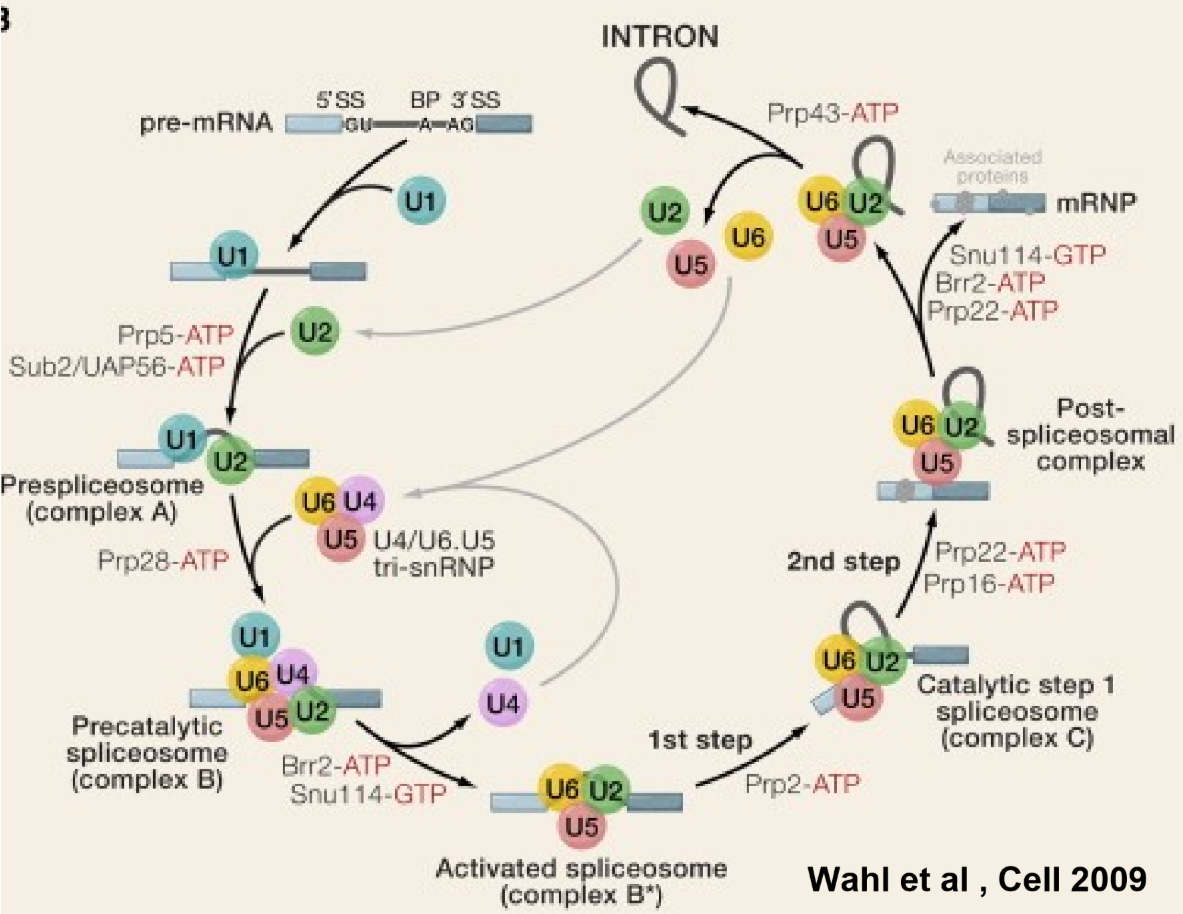 B
INTRON
5'SS BP 3'SS
pre-mRNA GU A AG
Prp43-ATP
U1
Associated
proteins
U6 U2
U5
mRNP
U2
U6
U5
U1
Snu114-GTP
Brr2-ATP
Prp22-ATP
Prp5-ATP
Sub2/UAP56-ATP
U2
U1
U2
Prespliceosome
(complex A)
U6 U2
U5
Post-
spliceosomal
complex
U6 U4
U5
U4/U6.U5
tri-snRNP
Prp28-ATP
2nd step
Prp22-ATP
Prp16-ATP
U1
U6 U4
U5 U2
Precatalytic
spliceosome
(complex B)
U1
U4
U6 U2
U5
Catalytic step 1
spliceosome
(complex C)
Brr2-ATP
Snu114-GTP
1st step
Prp2-ATP
U6 U2
U5
Activated spliceosome
(complex B*)
Wahl et al , Cell 2009